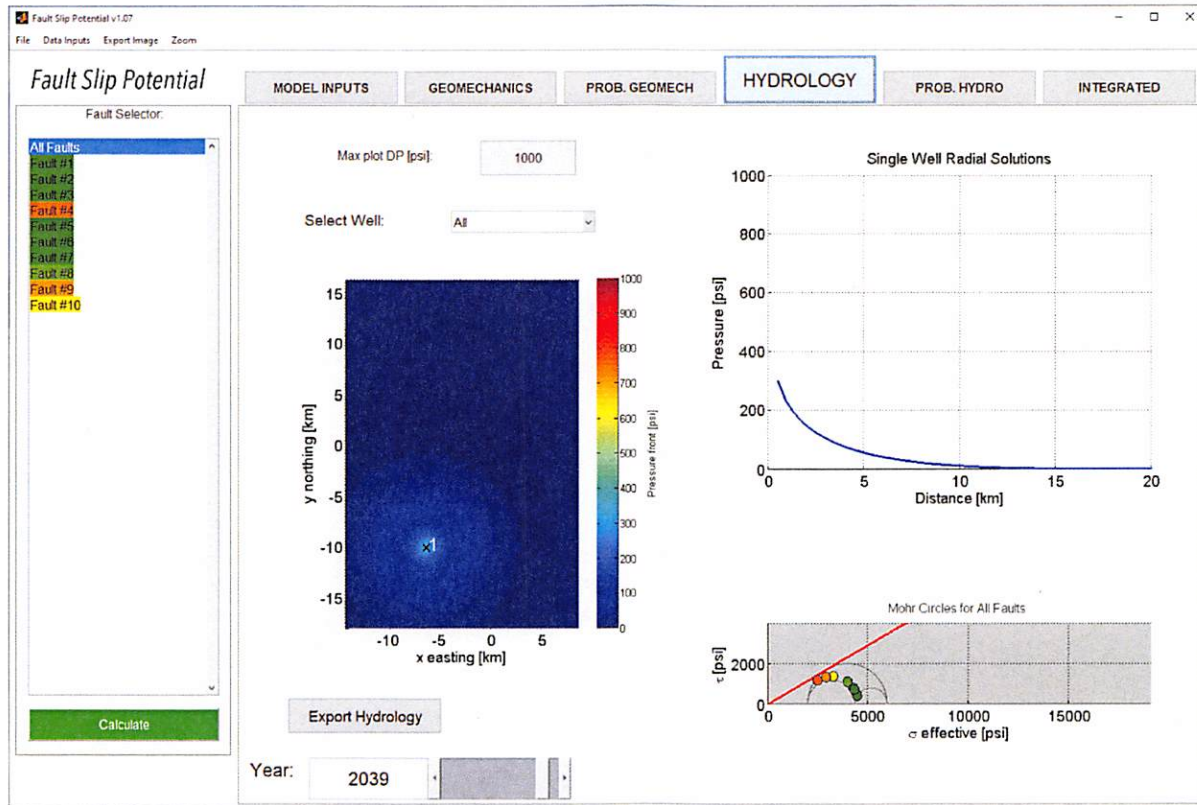 Fault Slip Potential v1.07
File Data Inputs Export Image Zoom
Fault Slip Potential
MODEL INPUTS GEOMECHANICS PROB. GEOMECH HYDROLOGY PROB. HYDRO INTEGRATED
Fault Selector:
All Faults
Fault #1
Fault #2
Fault #3
Fault #4
Fault #5
Fault #6
Fault #7
Fault #8
Fault #9
Fault #10
Calculate
Max plot DP [psi]: 1000
Select Well: All
15
10
5
0
-5
-10
-15
y northing [km]
1
-10 -5 0 5
x easting [km]
1000
900
800
700
600
500
400
300
200
100
0
Pressure front [psi]
Export Hydrology
Year: 2039
Single Well Radial Solutions
1000
800
600
400
200
0
Pressure [psi]
0 5 10 15 20
Distance [km]
Mohr Circles for All Faults
2000
0
τ [psi]
0 5000 10000 15000
σ effective [psi]